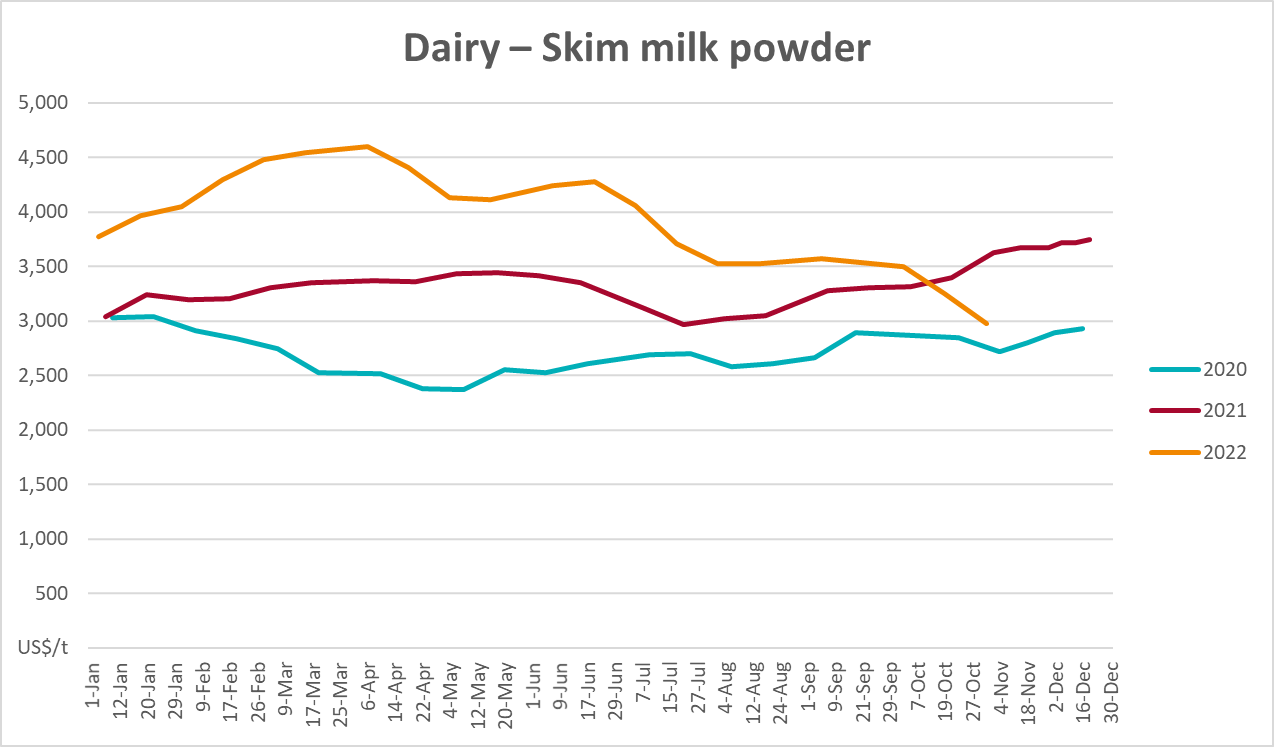 Dairy – Skim milk powder
5,000
4,500
4,000
3,500
3,000
2,500
2,000
1,500
1,000
500
US$/t
2020
2021
2022
1-Jan
12-Jan
20-Jan
29-Jan
9-Feb
17-Feb
26-Feb
9-Mar
17-Mar
25-Mar
6-Apr
14-Apr
22-Apr
4-May
12-May
20-May
1-Jun
9-Jun
17-Jun
29-Jun
7-Jul
15-Jul
27-Jul
4-Aug
12-Aug
24-Aug
1-Sep
9-Sep
21-Sep
29-Sep
7-Oct
19-Oct
27-Oct
4-Nov
18-Nov
2-Dec
16-Dec
30-Dec